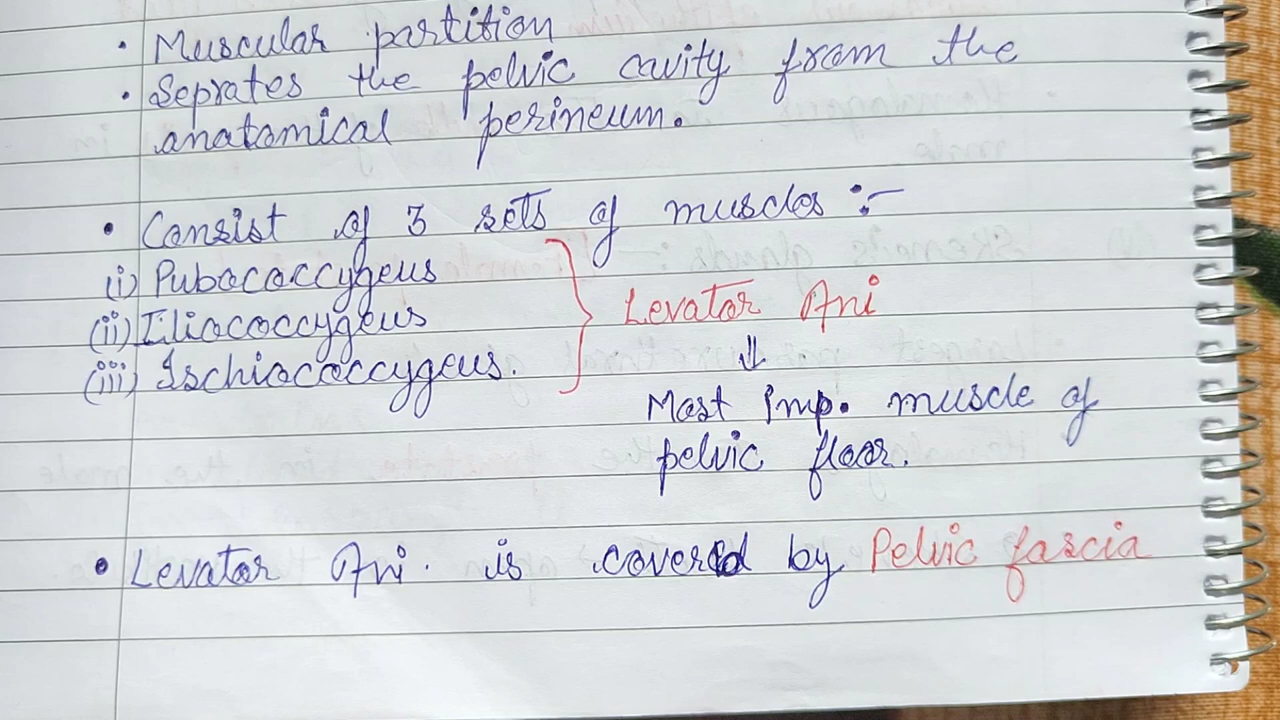 • Muscular partition
• Seprates the pelvic cavity from the
anatomical perineum.
• Consist of 3 sets of muscles :-
(i) Pubococcygeus
(ii) Iliococcygeus
(iii) Ischiococcygeus.
Levator Ani
⇓
Most imp. muscle of
pelvic floor.
• Levator Ani. is covered by Pelvic fascia